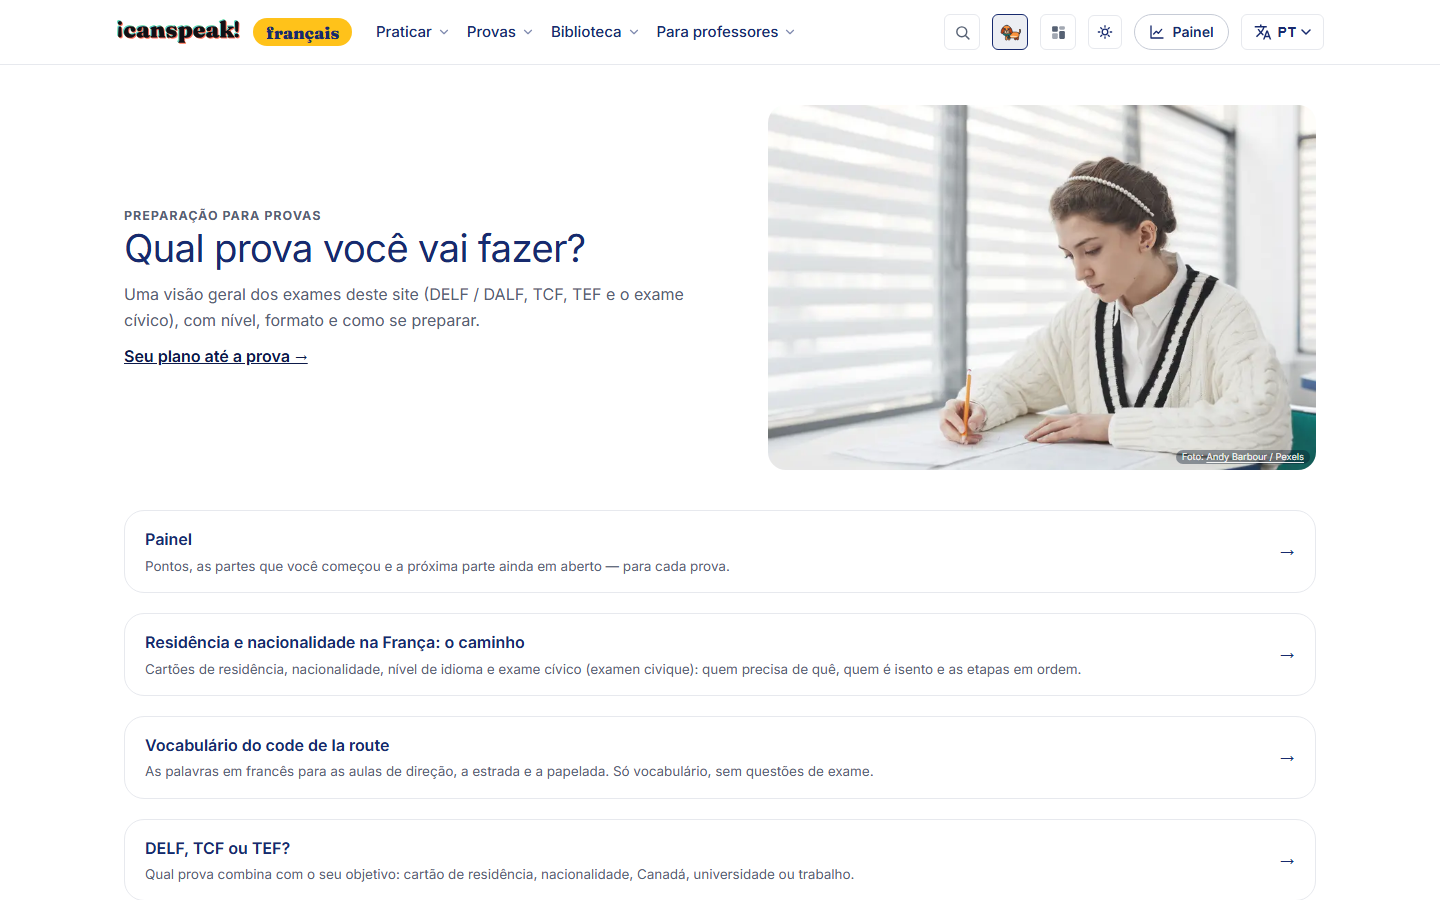 icanspeak!
français
Praticar
Provas
Biblioteca
Para professores
Painel
PT
PREPARAÇÃO PARA PROVAS
Qual prova você vai fazer?
Uma visão geral dos exames deste site (DELF / DALF, TCF, TEF e o exame
cívico), com nível, formato e como se preparar.
Seu plano até a prova →
Foto: Andy Barbour / Pexels
Painel
Pontos, as partes que você começou e a próxima parte ainda em aberto — para cada prova.
→
Residência e nacionalidade na França: o caminho
Cartões de residência, nacionalidade, nível de idioma e exame cívico (examen civique): quem precisa de quê, quem é isento e as etapas em ordem.
→
Vocabulário do code de la route
As palavras em francês para as aulas de direção, a estrada e a papelada. Só vocabulário, sem questões de exame.
→
DELF, TCF ou TEF?
Qual prova combina com o seu objetivo: cartão de residência, nacionalidade, Canadá, universidade ou trabalho.
→